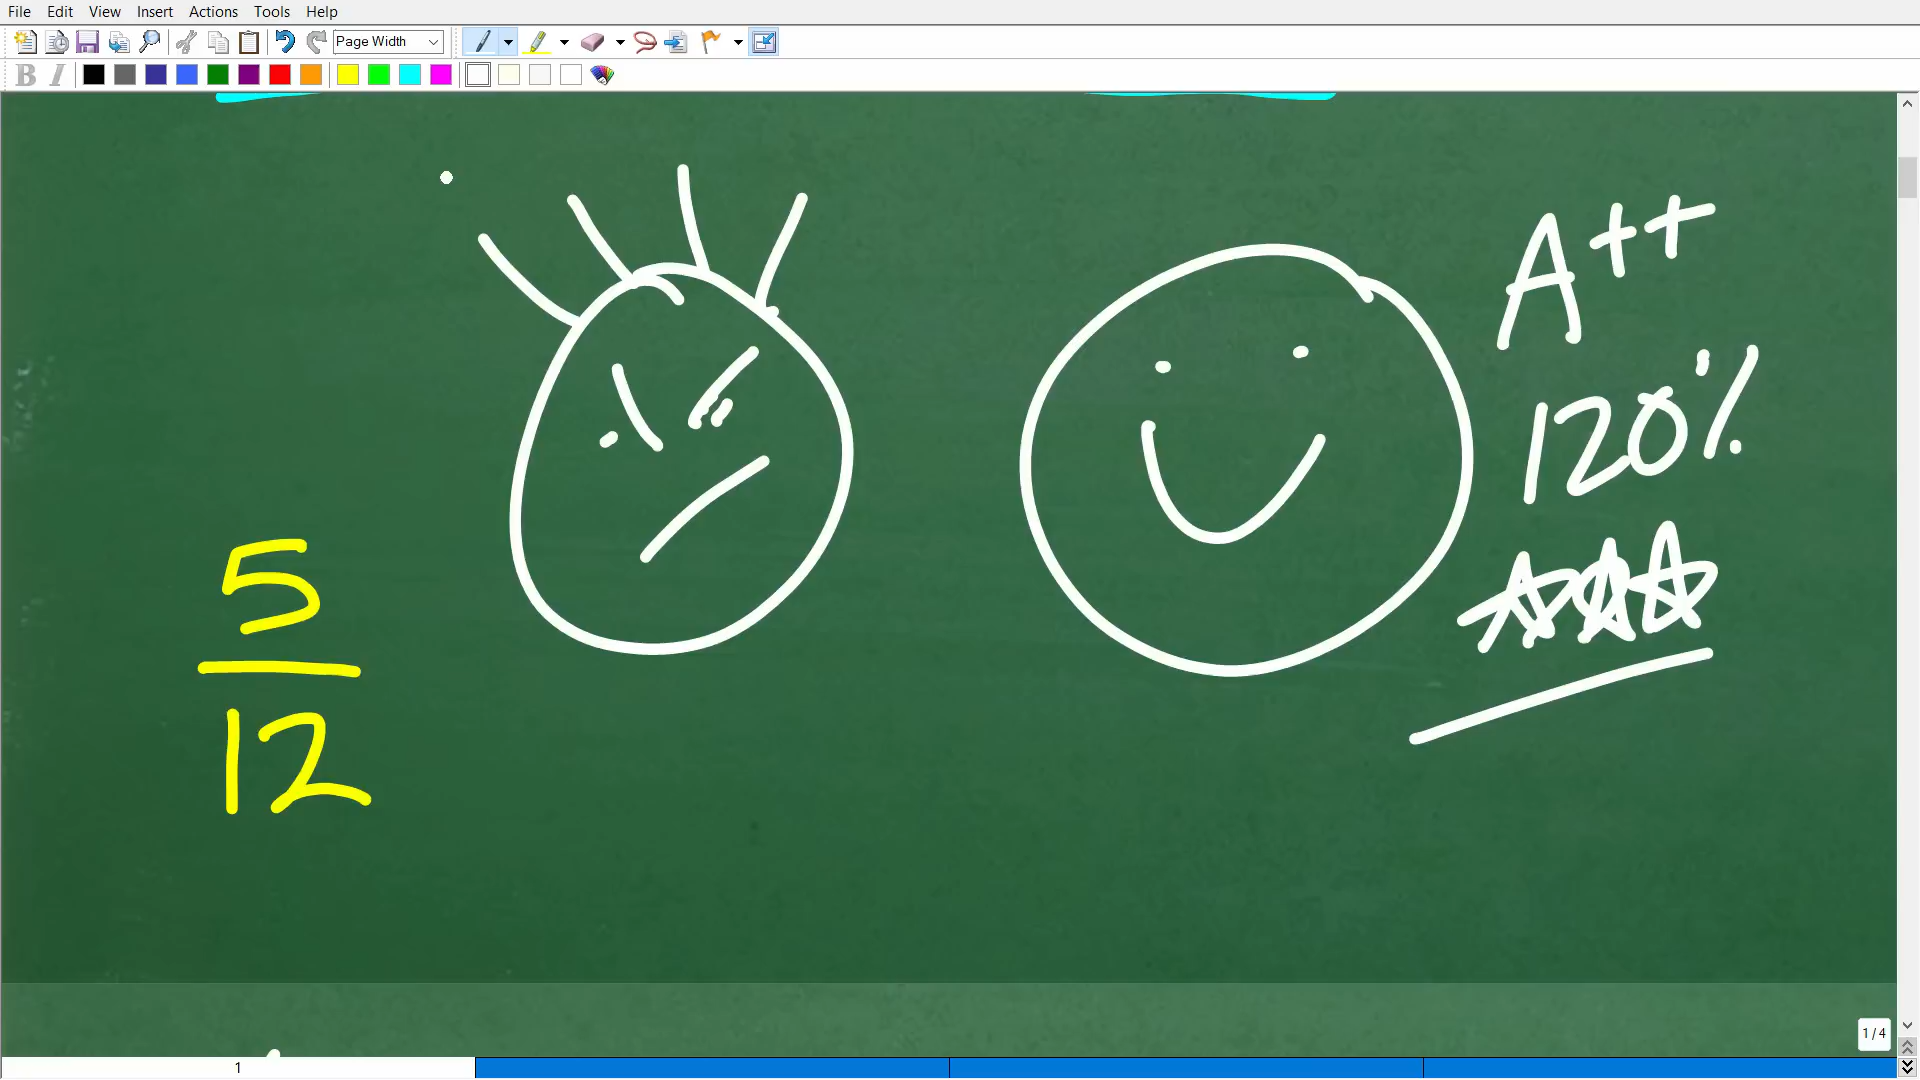 File Edit View Insert Actions Tools Help
Page Width
B I
A++
120%
5
12
1 / 4
1